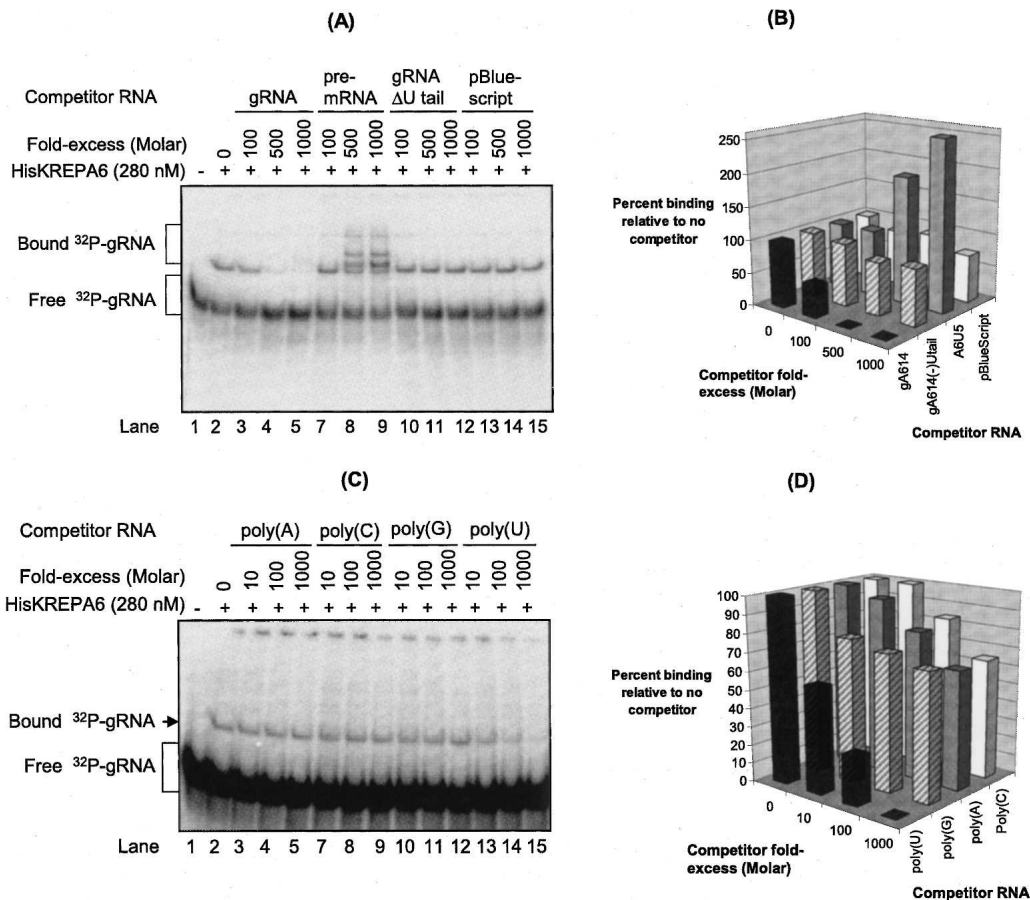 (A)
Competitor RNA
gRNA
pre-
mRNA
gRNA
ΔU tail
pBlue-
script
Fold-excess (Molar)
0 100 500 1000 100 500 1000 100 500 1000 100 500 1000
HisKREPA6 (280 nM) - + + + + + + + + + + + + +
Bound ³²P-gRNA
Free ³²P-gRNA
Lane 1 2 3 4 5 7 8 9 10 11 12 13 14 15
(B)
Percent binding
relative to no
competitor
250
200
150
100
50
0
0 100 500 1000
Competitor fold-
excess (Molar)
gA614
gA614(-)Utail
A6U5
pBlueScript
Competitor RNA
(C)
Competitor RNA
poly(A) poly(C) poly(G) poly(U)
Fold-excess (Molar)
0 10 100 1000 10 100 1000 10 100 1000 10 100 1000
HisKREPA6 (280 nM) - + + + + + + + + + + + + +
Bound ³²P-gRNA
Free ³²P-gRNA
Lane 1 2 3 4 5 7 8 9 10 11 12 13 14 15
(D)
Percent binding
relative to no
competitor
100
90
80
70
60
50
40
30
20
10
0
0 10 100 1000
Competitor fold-
excess (Molar)
poly(U)
poly(G)
poly(A)
Poly(C)
Competitor RNA